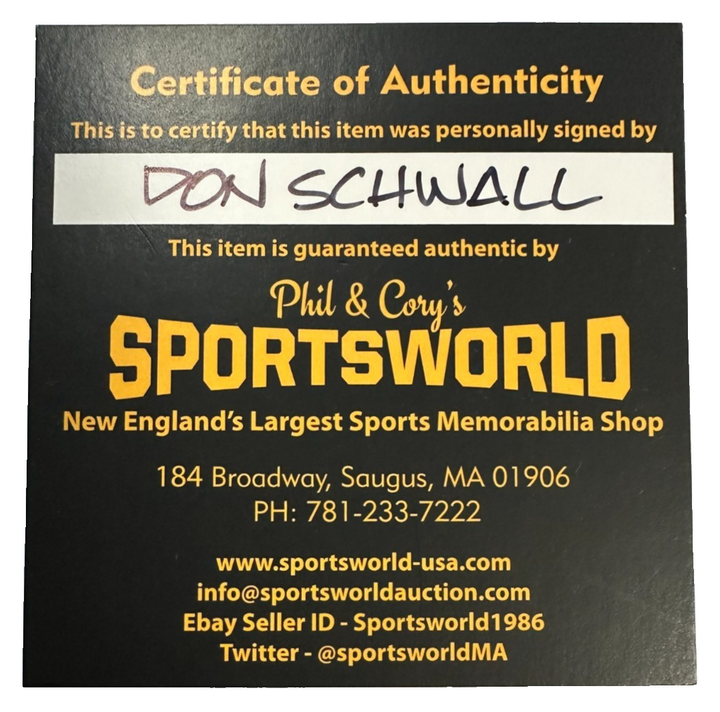 Certificate of Authenticity
This is to certify that this item was personally signed by
DON SCHWALL
This item is guaranteed authentic by
Phil & Cory's
SPORTSWORLD
New England's Largest Sports Memorabilia Shop
184 Broadway, Saugus, MA 01906
PH: 781-233-7222
www.sportsworld-usa.com
info@sportsworldauction.com
Ebay Seller ID - Sportsworld1986
Twitter - @sportsworldMA